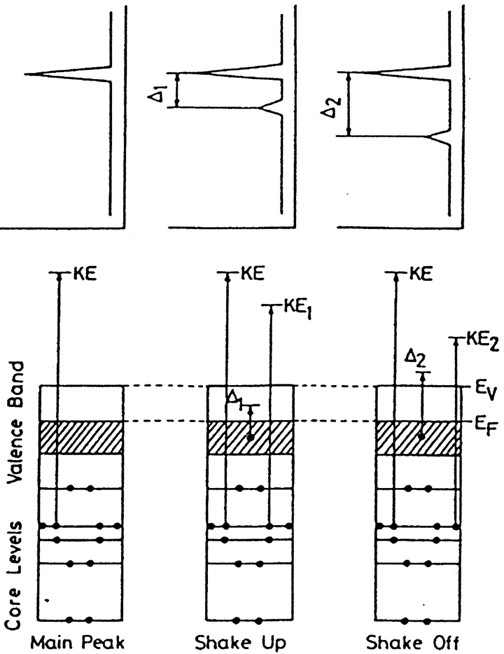 Δ1
Δ2
KE
KE
KE1
KE
KE2
Δ2
Δ1
EV
EF
Valence Band
Core Levels
Main Peak
Shake Up
Shake Off